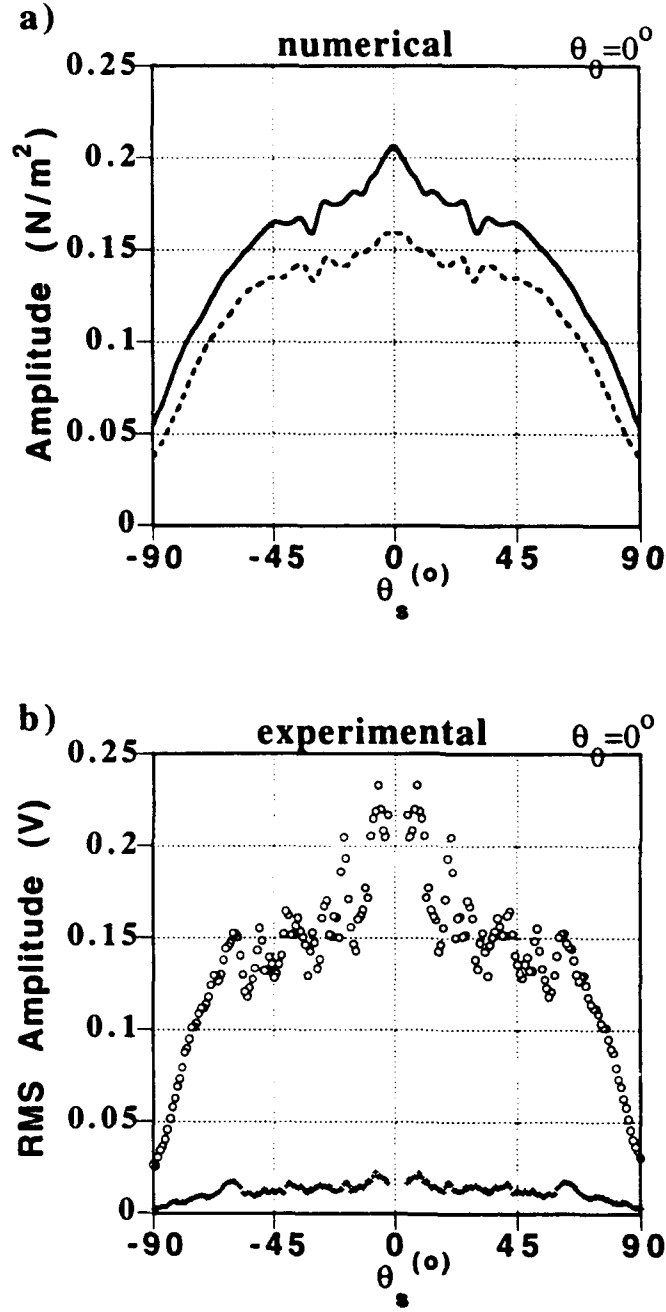 a)
numerical θ₀=0°
0.25
0.2
0.15
0.1
0.05
0
Amplitude (N/m²)
-90 -45 0 45 90
θs (o)
b)
experimental θ₀=0°
0.25
0.2
0.15
0.1
0.05
0
RMS Amplitude (V)
-90 -45 0 45 90
θs (o)